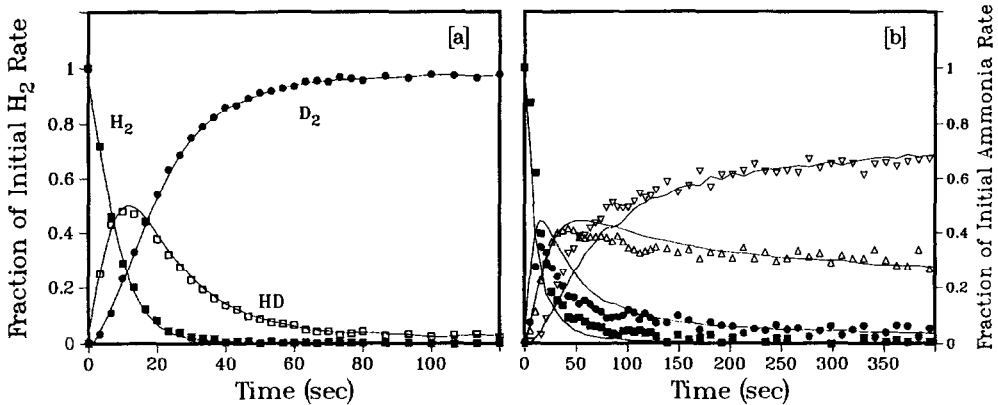 [a]
[b]
Fraction of Initial H2 Rate
1
0.8
0.6
0.4
0.2
0
H2
D2
HD
0 20 40 60 80 100
Time (sec)
0 50 100 150 200 250 300 350
Time (sec)
1
0.8
0.6
0.4
0.2
0
Fraction of Initial Ammonia Rate